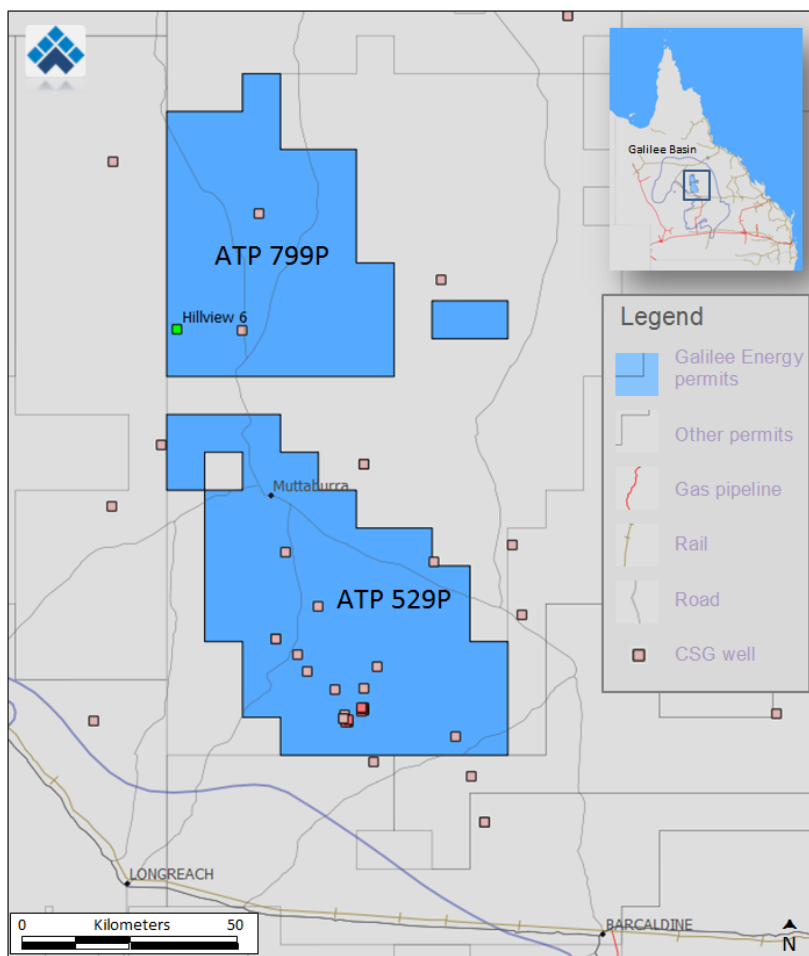 Galilee Basin
ATP 799P
Hillview 6
Legend
Galilee Energy
permits
Other permits
Gas pipeline
Rail
Road
CSG well
Muttaburra
ATP 529P
LONGREACH
BARCALDINE
0 Kilometers 50
N